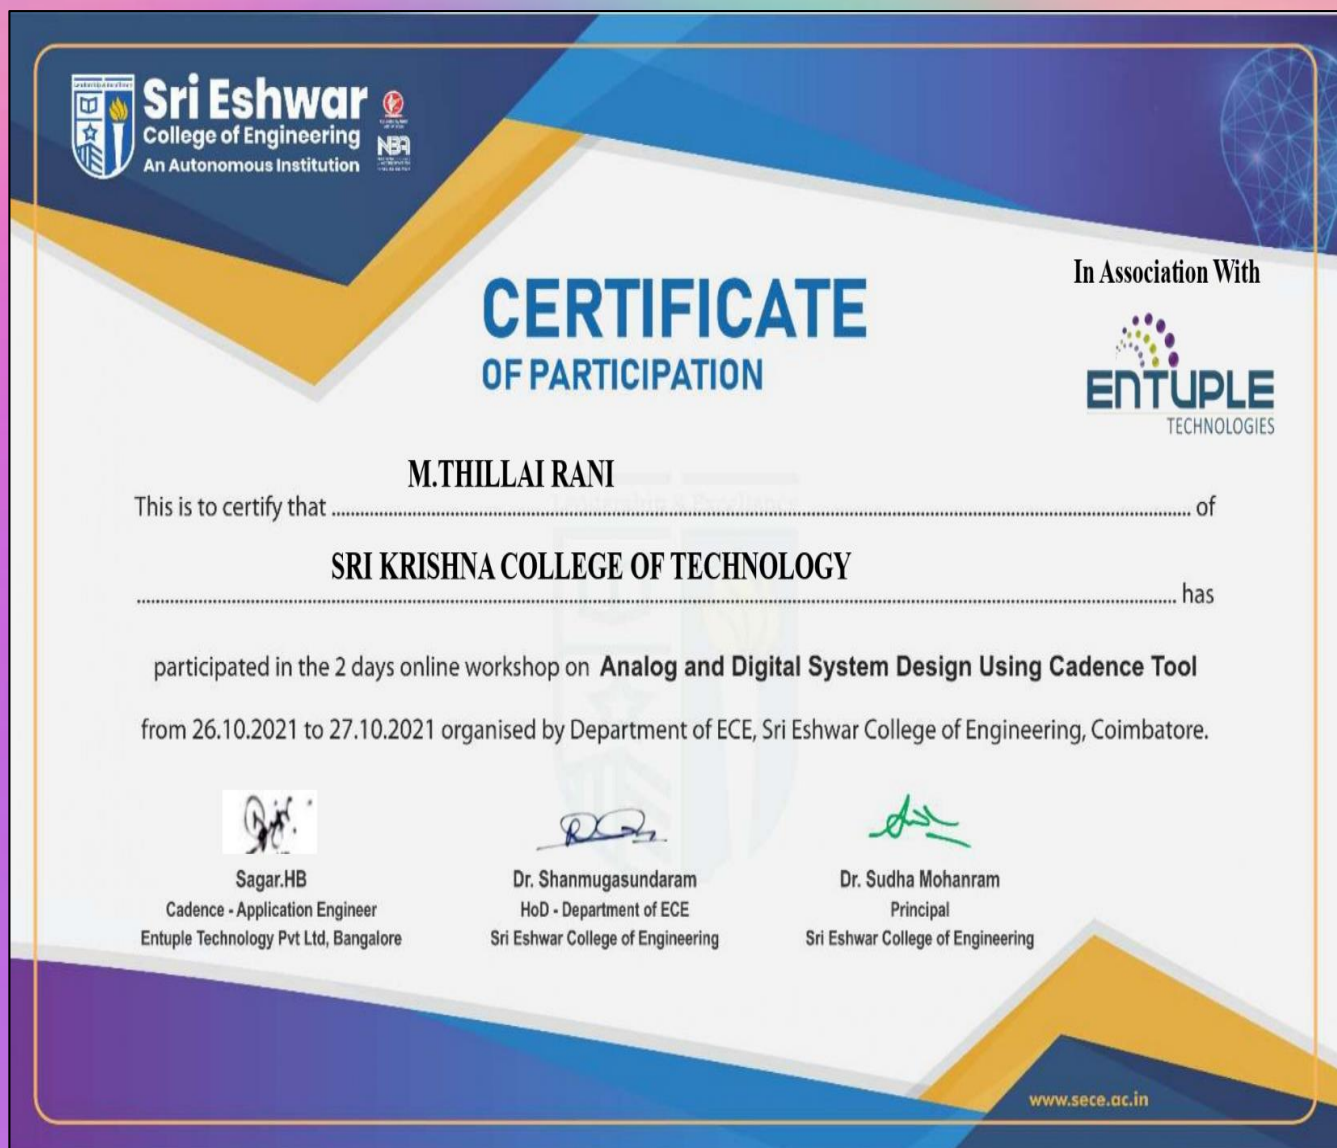 Sri Eshwar
College of Engineering
An Autonomous Institution
NBA
In Association With
ENTUPLE
TECHNOLOGIES
CERTIFICATE
OF PARTICIPATION
M.THILLAI RANI
This is to certify that ........ of
SRI KRISHNA COLLEGE OF TECHNOLOGY
........ has
participated in the 2 days online workshop on Analog and Digital System Design Using Cadence Tool
from 26.10.2021 to 27.10.2021 organised by Department of ECE, Sri Eshwar College of Engineering, Coimbatore.
Sagar.HB
Cadence - Application Engineer
Entuple Technology Pvt Ltd, Bangalore
Dr. Shanmugasundaram
HoD - Department of ECE
Sri Eshwar College of Engineering
Dr. Sudha Mohanram
Principal
Sri Eshwar College of Engineering
www.sece.ac.in